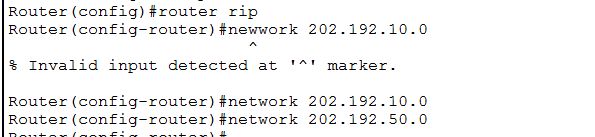 Router(config)#router rip
Router(config-router)#newwork 202.192.10.0
^
% Invalid input detected at '^' marker.
Router(config-router)#network 202.192.10.0
Router(config-router)#network 202.192.50.0
Router(config-router)#